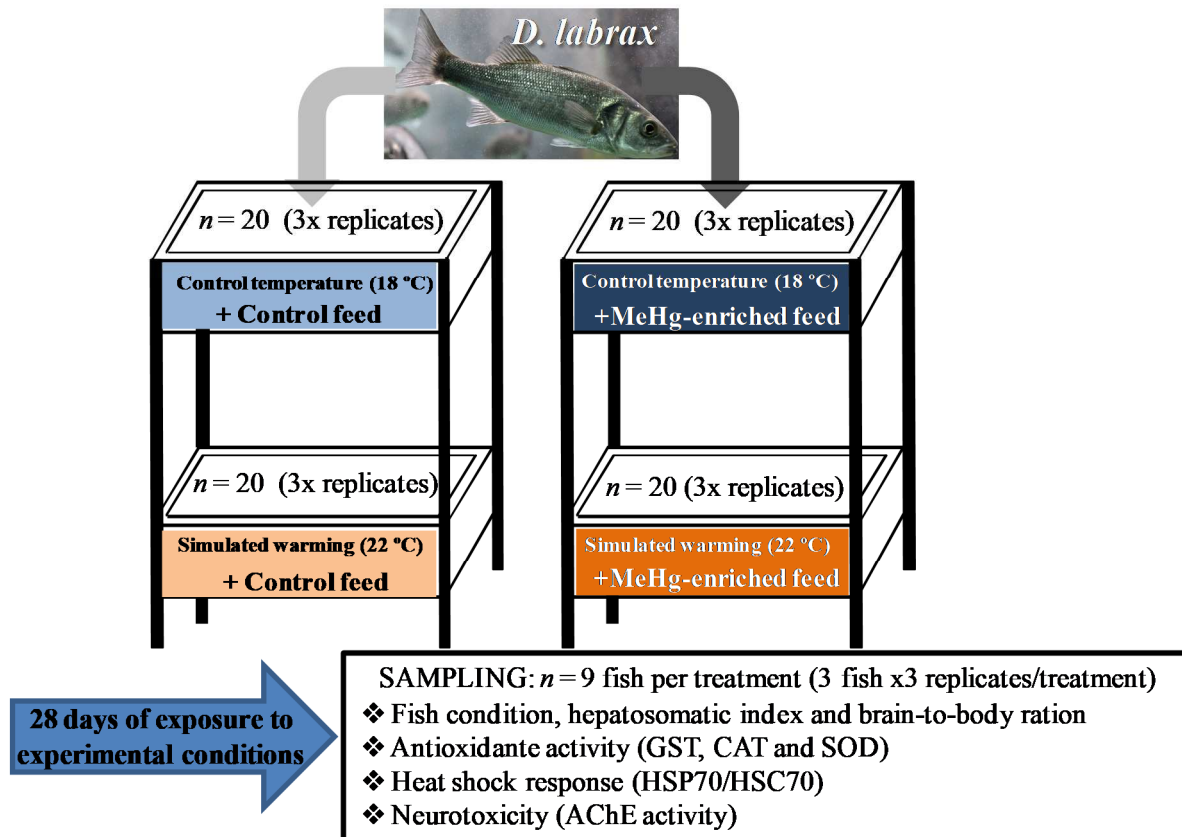 D. labrax
n = 20 (3x replicates)
Control temperature (18 ºC)
+ Control feed
n = 20 (3x replicates)
Control temperature (18 ºC)
+MeHg-enriched feed
n = 20 (3x replicates)
Simulated warming (22 ºC)
+ Control feed
n = 20 (3x replicates)
Simulated warming (22 ºC)
+MeHg-enriched feed
28 days of exposure to
experimental conditions
SAMPLING: n = 9 fish per treatment (3 fish x3 replicates/treatment)
❖ Fish condition, hepatosomatic index and brain-to-body ration
❖ Antioxidante activity (GST, CAT and SOD)
❖ Heat shock response (HSP70/HSC70)
❖ Neurotoxicity (AChE activity)